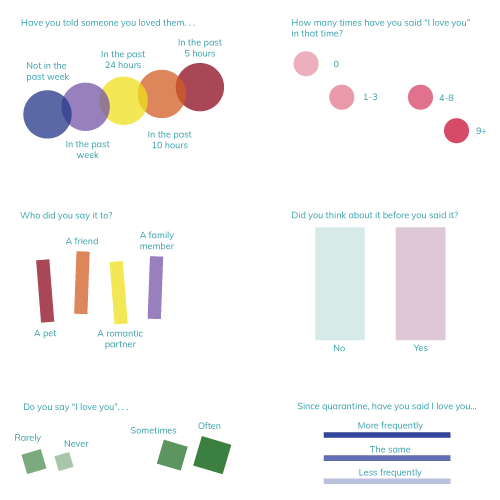 Have you told someone you loved them. . .
Not in the
past week
In the past
week
In the past
24 hours
In the past
10 hours
In the past
5 hours
How many times have you said “I love you”
in that time?
0
1-3
4-8
9+
Who did you say it to?
A pet
A friend
A romantic
partner
A family
member
Did you think about it before you said it?
No
Yes
Do you say “I love you”. . .
Rarely
Never
Sometimes
Often
Since quarantine, have you said I love you...
More frequently
The same
Less frequently